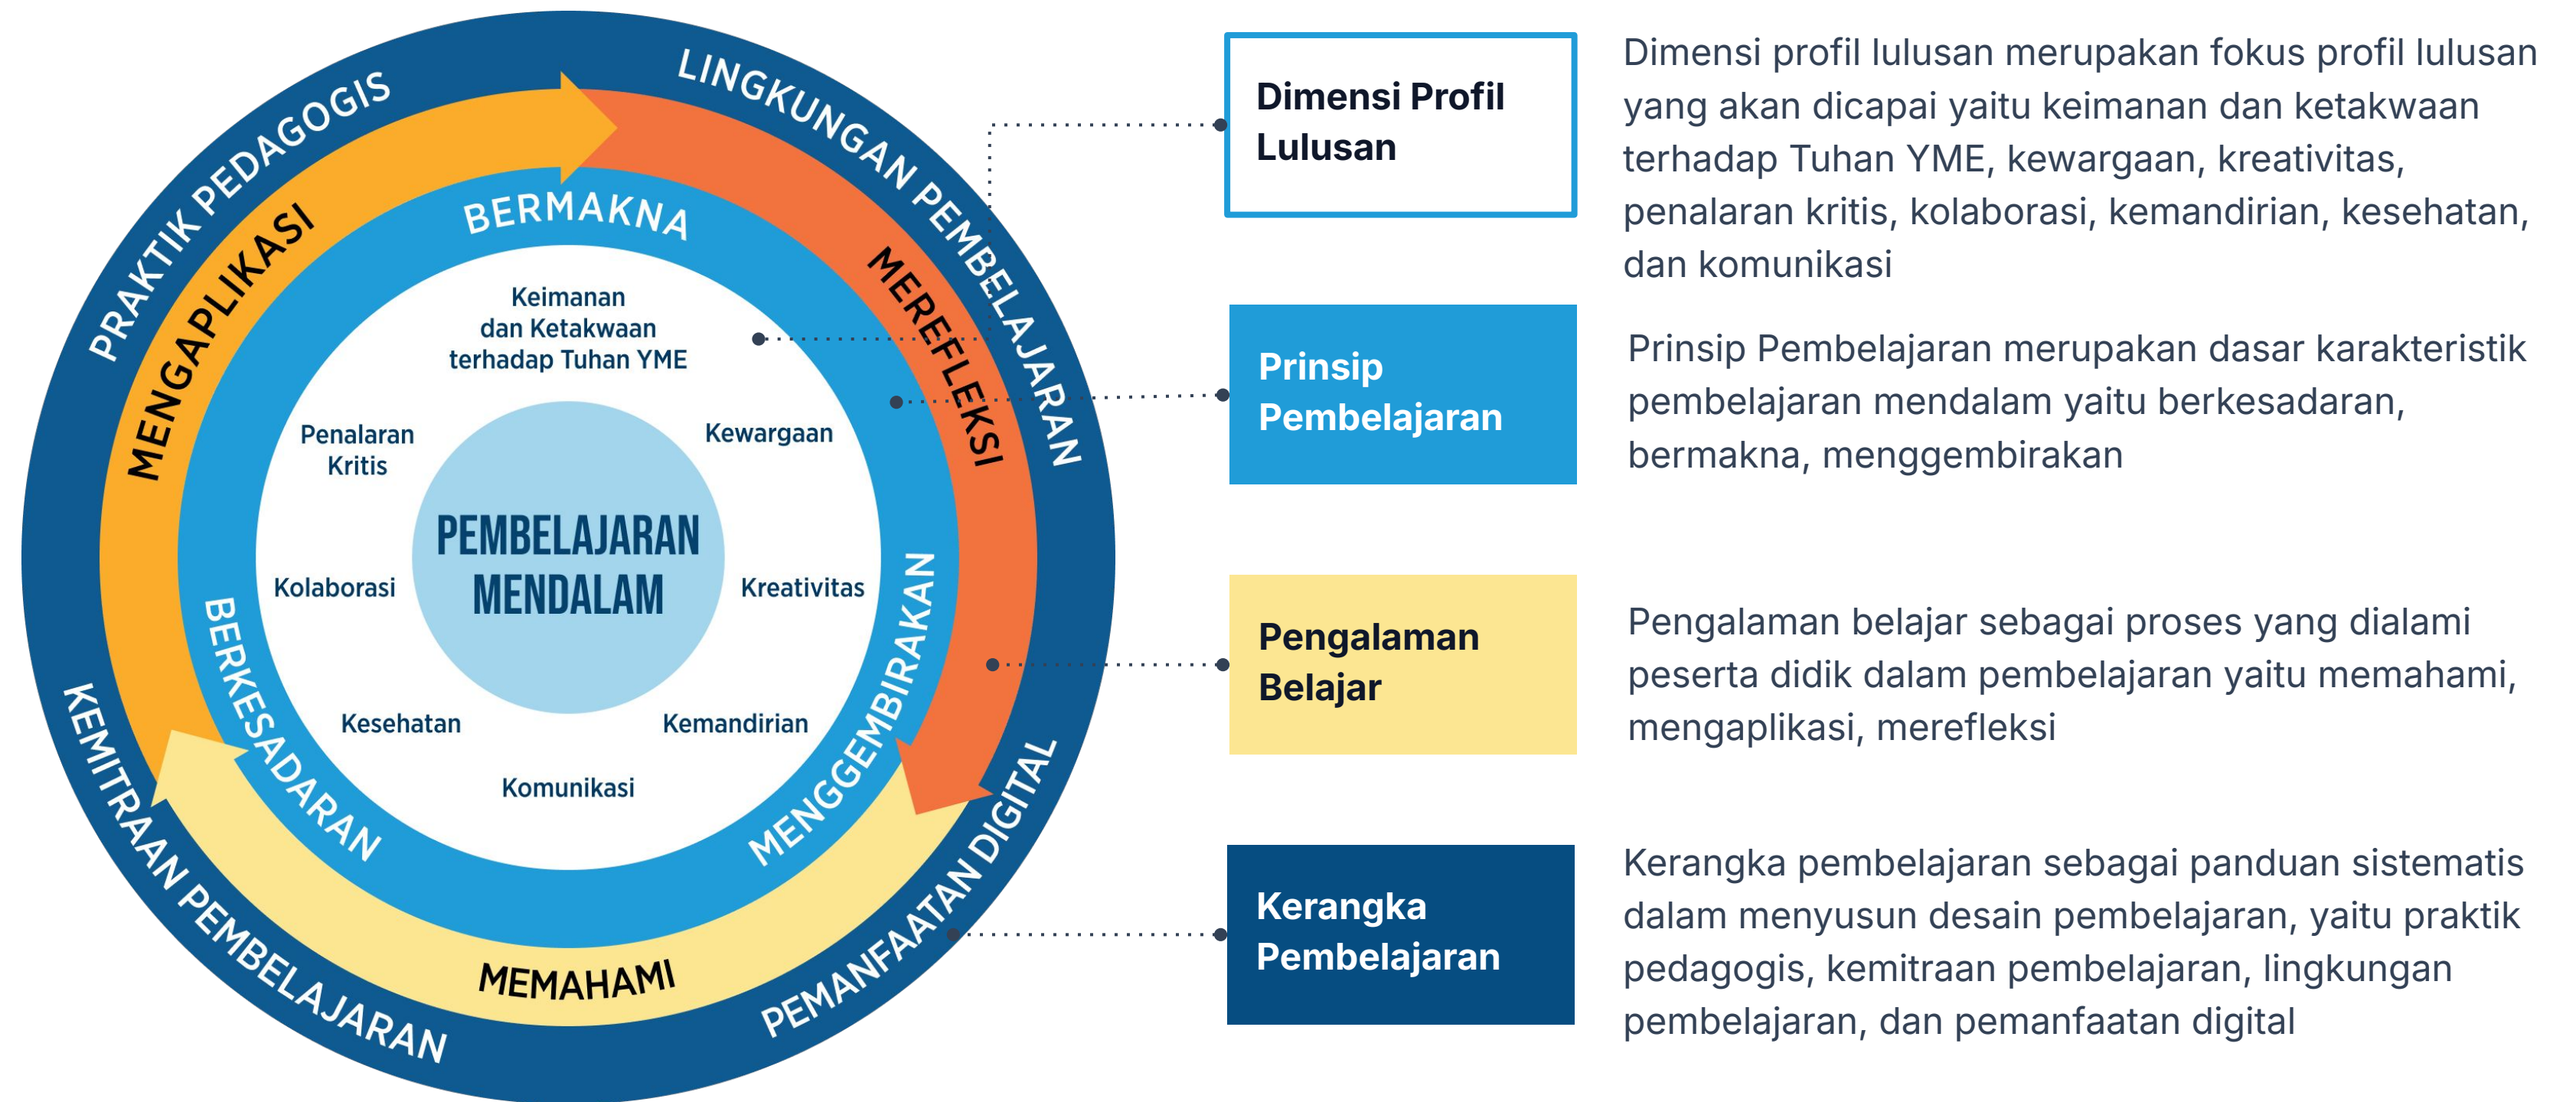 PRAKTIK PEDAGOGIS
LINGKUNGAN PEMBELAJARAN
KEMITRAAN PEMBELAJARAN
PEMANFAATAN DIGITAL
MENGAPLIKASI
MEREFLEKSI
MEMAHAMI
BERMAKNA
BERKESADARAN
MENGGEMBIRAKAN
Keimanan
dan Ketakwaan
terhadap Tuhan YME
Penalaran
Kritis
Kewargaan
Kolaborasi
Kreativitas
Kesehatan
Kemandirian
Komunikasi
PEMBELAJARAN
MENDALAM
Dimensi Profil
Lulusan
Dimensi profil lulusan merupakan fokus profil lulusan
yang akan dicapai yaitu keimanan dan ketakwaan
terhadap Tuhan YME, kewargaan, kreativitas,
penalaran kritis, kolaborasi, kemandirian, kesehatan,
dan komunikasi
Prinsip
Pembelajaran
Prinsip Pembelajaran merupakan dasar karakteristik
pembelajaran mendalam yaitu berkesadaran,
bermakna, menggembirakan
Pengalaman
Belajar
Pengalaman belajar sebagai proses yang dialami
peserta didik dalam pembelajaran yaitu memahami,
mengaplikasi, merefleksi
Kerangka
Pembelajaran
Kerangka pembelajaran sebagai panduan sistematis
dalam menyusun desain pembelajaran, yaitu praktik
pedagogis, kemitraan pembelajaran, lingkungan
pembelajaran, dan pemanfaatan digital